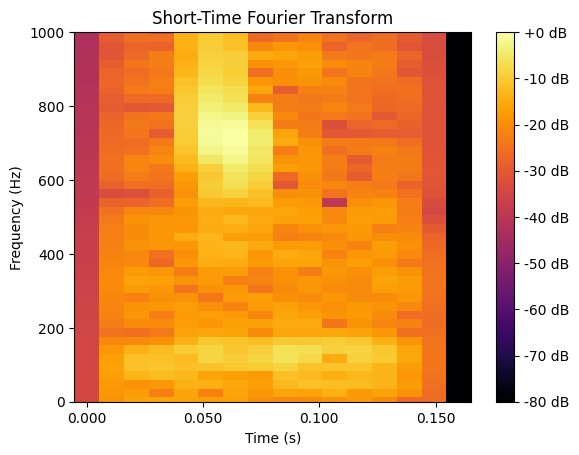 Short-Time Fourier Transform
Frequency (Hz)
1000
800
600
400
200
0
0.000
0.050
0.100
0.150
Time (s)
+0 dB
-10 dB
-20 dB
-30 dB
-40 dB
-50 dB
-60 dB
-70 dB
-80 dB